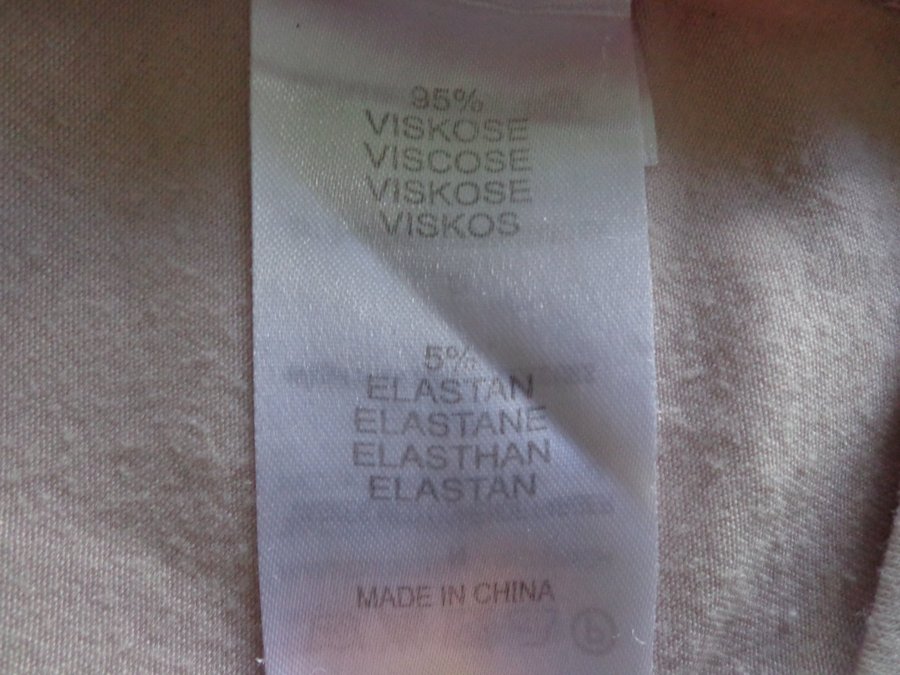 95%
VISKOSE
VISCOSE
VISKOSE
VISKOS
5%
ELASTAN
ELASTANE
ELASTHAN
ELASTAN
MADE IN CHINA